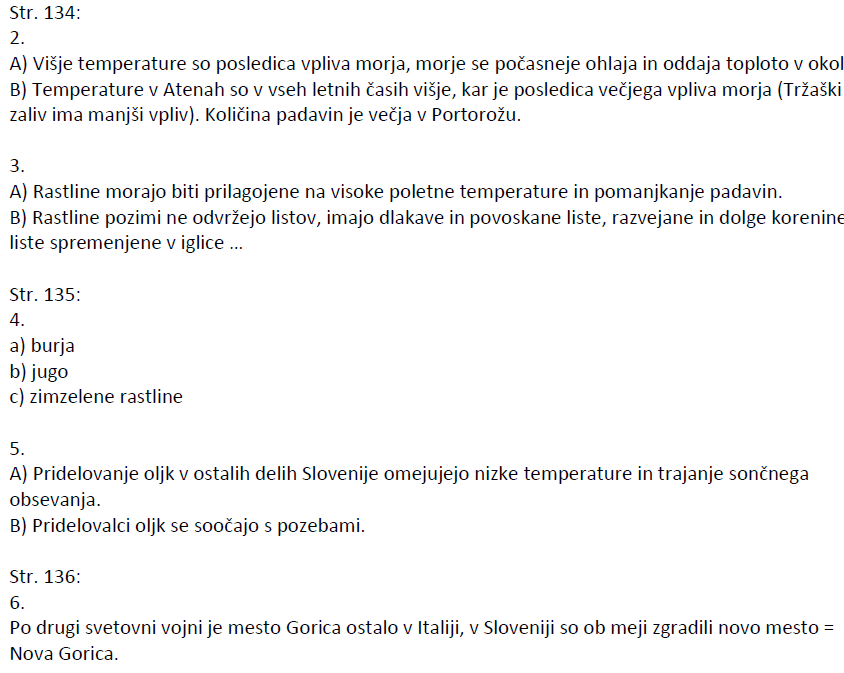 Str. 134:
2.
A) Višje temperature so posledica vpliva morja, morje se počasneje ohlaja in oddaja toploto v okol
B) Temperature v Atenah so v vseh letnih časih višje, kar je posledica večjega vpliva morja (Tržaški
zaliv ima manjši vpliv). Količina padavin je večja v Portorožu.
3.
A) Rastline morajo biti prilagojene na visoke poletne temperature in pomanjkanje padavin.
B) Rastline pozimi ne odvržejo listov, imajo dlakave in povoskane liste, razvejane in dolge korenine
liste spremenjene v iglice ...
Str. 135:
4.
a) burja
b) jugo
c) zimzelene rastline
5.
A) Pridelovanje oljk v ostalih delih Slovenije omejujejo nizke temperature in trajanje sončnega
obsevanja.
B) Pridelovalci oljk se soočajo s pozebami.
Str. 136:
6.
Po drugi svetovni vojni je mesto Gorica ostalo v Italiji, v Sloveniji so ob meji zgradili novo mesto =
Nova Gorica.